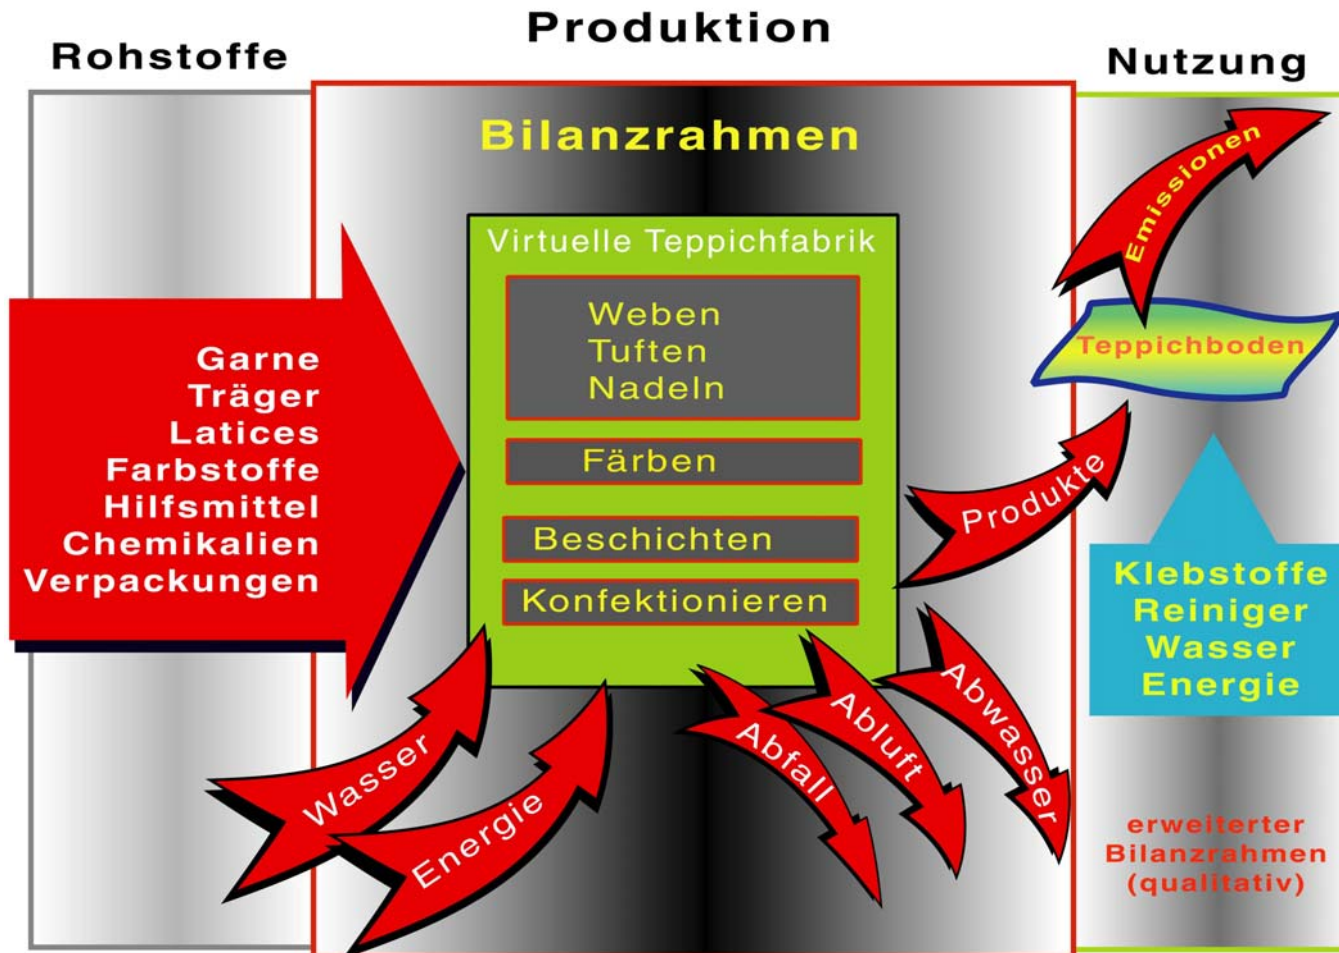 Rohstoffe
Produktion
Nutzung
Bilanzrahmen
Virtuelle Teppichfabrik
Weben
Tuften
Nadeln
Färben
Beschichten
Konfektionieren
Garne
Träger
Latices
Farbstoffe
Hilfsmittel
Chemikalien
Verpackungen
Wasser
Energie
Abfall
Abluft
Abwasser
Produkte
Emissionen
Teppichboden
Klebstoffe
Reiniger
Wasser
Energie
erweiterter
Bilanzrahmen
(qualitativ)